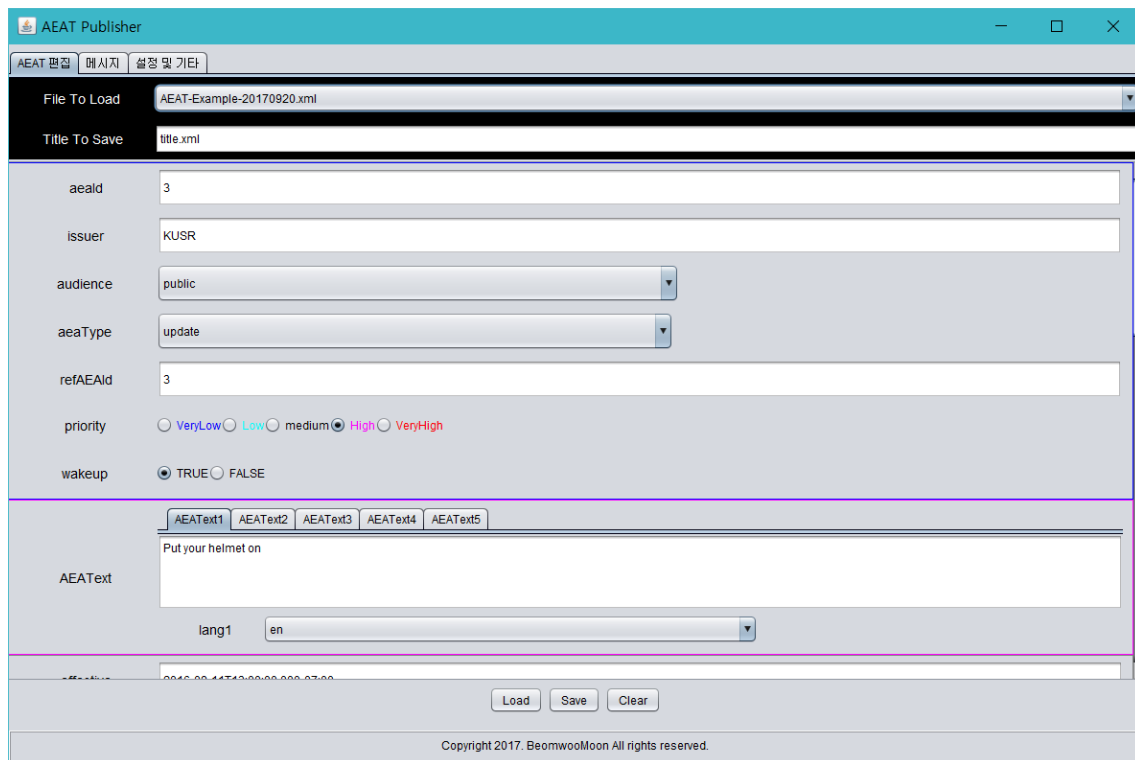 AEAT Publisher
AEAT 편집 메시지 설정 및 기타
File To Load AEAT-Example-20170920.xml
Title To Save title.xml
aeaId 3
issuer KUSR
audience public
aeaType update
refAEAId 3
priority VeryLow Low medium High VeryHigh
wakeup TRUE FALSE
AEAText1 AEAText2 AEAText3 AEAText4 AEAText5
AEAText Put your helmet on
lang1 en
effective
Load Save Clear
Copyright 2017. BeomwooMoon All rights reserved.